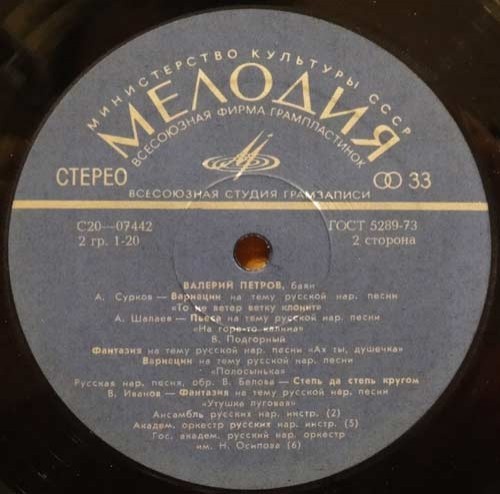 МИНИСТЕРСТВО КУЛЬТУРЫ СССР
МЕЛОДИЯ
ВСЕСОЮЗНАЯ ФИРМА ГРАМПЛАСТИНОК
СТЕРЕО 33
ВСЕСОЮЗНАЯ СТУДИЯ ГРАМЗАПИСИ
С20—07442 ГОСТ 5289-73
2 гр. 1-20 2 сторона
ВАЛЕРИЙ ПЕТРОВ, баян
А. Сурков — Вариации на тему русской нар. песни
«То не ветер ветку клонит»
А. Шалаев — Пьеса на тему русской нар. песни
«На горе-то калина»
В. Подгорный
Фантазия на тему русской нар. песни «Ах ты, душечка»
Вариации на тему русской нар. песни
«Полосынька»
Русская нар. песня, обр. В. Белова — Степь да степь кругом
В. Иванов — Фантазия на тему русской нар. песни
«Утушка луговая»
Ансамбль русских нар. инстр. (2)
Академ. оркестр русских нар. инстр. (5)
Гос. академ. русский нар. оркестр
им. Н. Осипова (6)